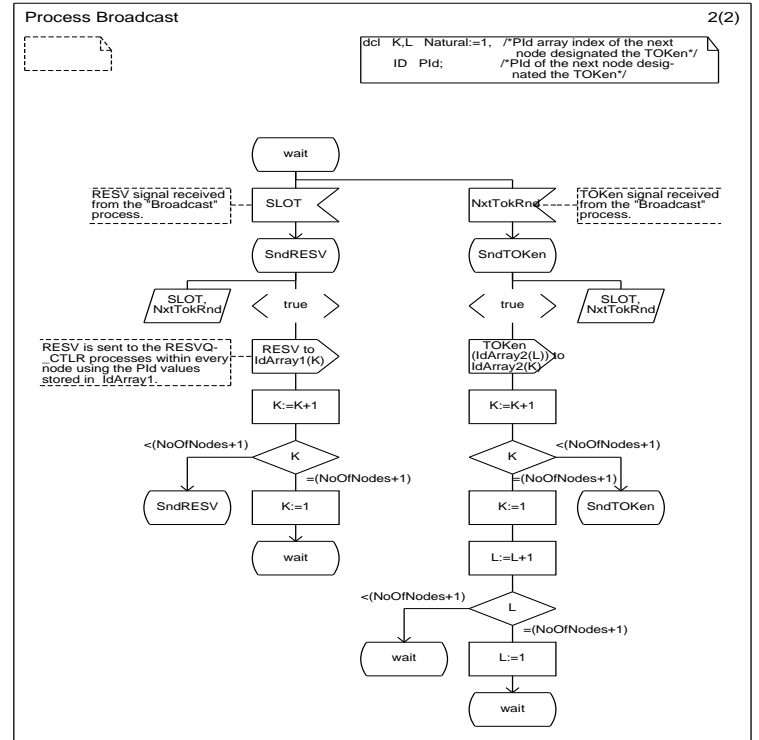 Process Broadcast
2(2)
dcl K,L Natural:=1, /*PId array index of the next
node designated the TOKen*/
ID PId; /*PId of the next node desig-
nated the TOKen*/
wait
RESV signal received
from the "Broadcast"
process.
SLOT
NxtTokRnd
TOKen signal received
from the "Broadcast"
process.
SndRESV
SndTOKen
SLOT,
NxtTokRnd
true
true
SLOT,
NxtTokRnd
RESV is sent to the RESVQ-
_CTLR processes within every
node using the PId values
stored in IdArray1.
RESV to
IdArray1(K)
TOKen
(IdArray2(L)) to
IdArray2(K)
K:=K+1
K:=K+1
<(NoOfNodes+1)
K
=(NoOfNodes+1)
<(NoOfNodes+1)
K
=(NoOfNodes+1)
SndRESV
K:=1
K:=1
SndTOKen
wait
L:=L+1
<(NoOfNodes+1)
L
=(NoOfNodes+1)
wait
L:=1
wait